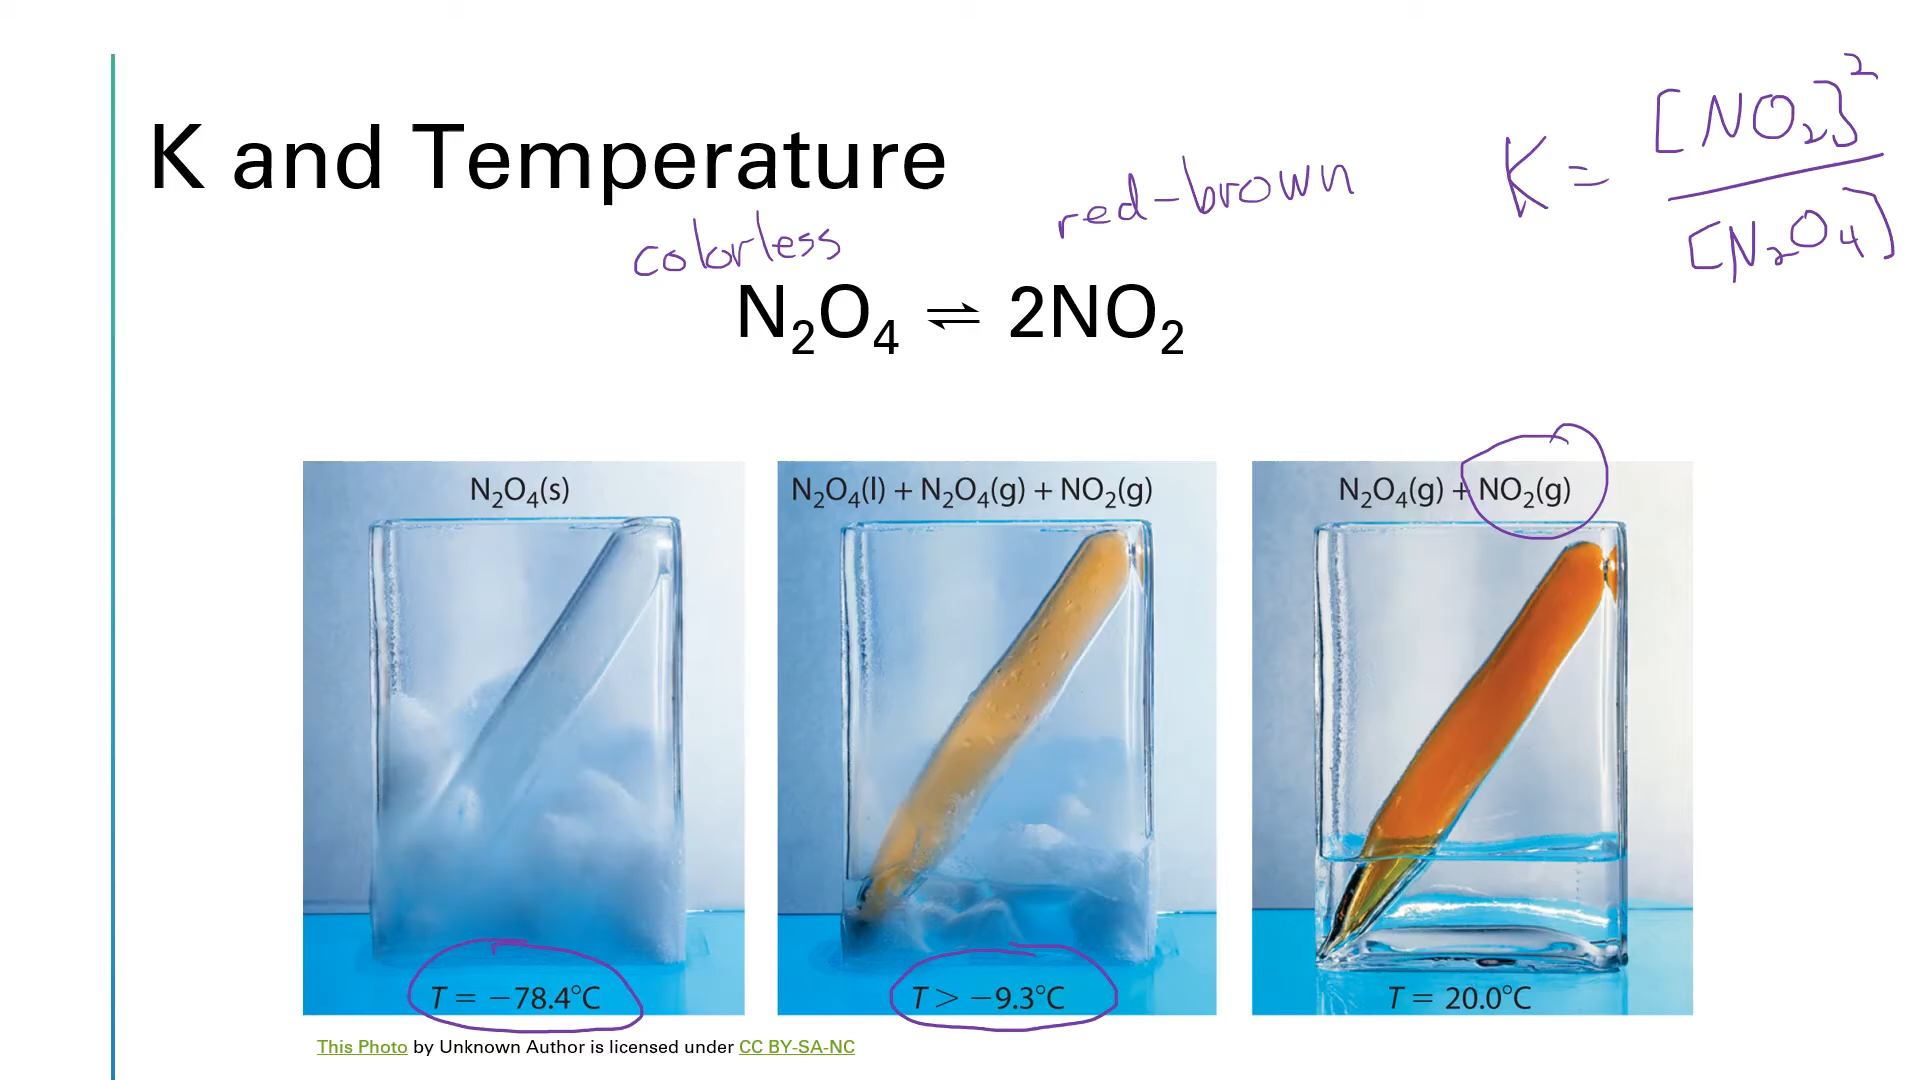 K and Temperature
colorless
red-brown
K = [NO₂]² / [N₂O₄]
N₂O₄ ⇌ 2NO₂
N₂O₄(s)
T = −78.4°C
N₂O₄(l) + N₂O₄(g) + NO₂(g)
T > −9.3°C
N₂O₄(g) + NO₂(g)
T = 20.0°C
This Photo by Unknown Author is licensed under CC BY-SA-NC